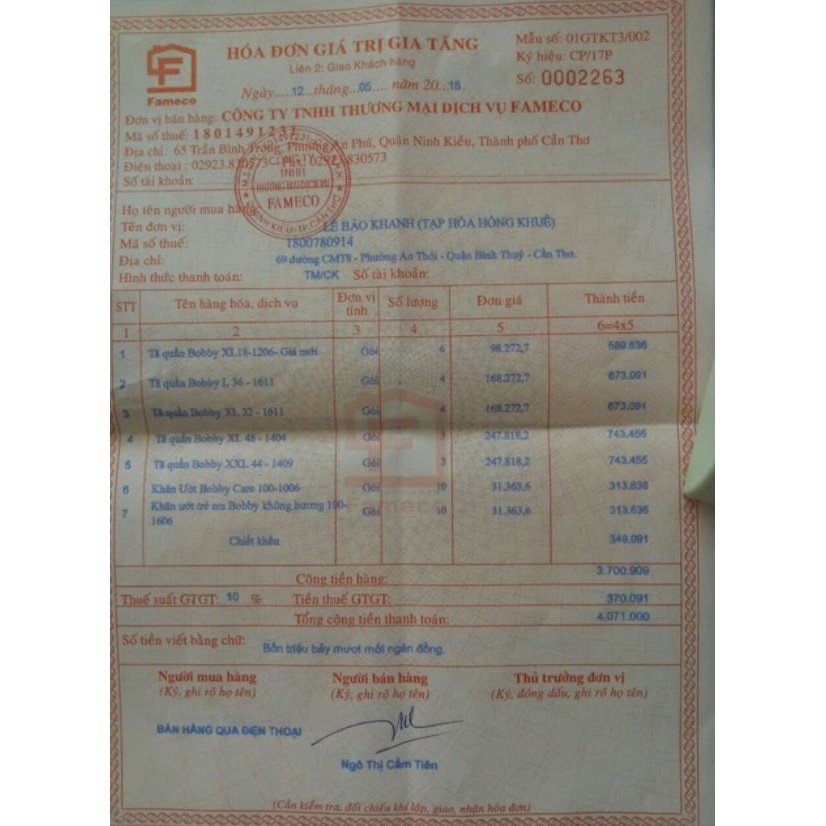 Fameco
HÓA ĐƠN GIÁ TRỊ GIA TĂNG
Liên 2: Giao Khách hàng
Ngày....12....tháng....05....năm 20...18...
Mẫu số: 01GTKT3/002
Ký hiệu: CP/17P
Số: 0002263
Đơn vị bán hàng: CÔNG TY TNHH THƯƠNG MẠI DỊCH VỤ FAMECO
Mã số thuế: 1801491231
Địa chỉ: 65 Trần Bình Trọng, Phường An Phú, Quận Ninh Kiều, Thành phố Cần Thơ
Điện thoại : 02923.830573 - Fax: 02923.830573
Số tài khoản:
CÔNG TY
TNHH
THƯƠNG MẠI DỊCH VỤ
FAMECO
Họ tên người mua hàng
Tên đơn vị: LÊ BẢO KHANH (TẠP HÓA HỒNG KHUÊ)
Mã số thuế: 1800780914
Địa chỉ: 69 đường CMT8 - Phường An Thới - Quận Bình Thuỷ - Cần Thơ.
Hình thức thanh toán: TM/CK Số tài khoản:
STT Tên hàng hóa, dịch vụ Đơn vị tính Số lượng Đơn giá Thành tiền
1 2 3 4 5 6=4x5
1 Tã quần Bobby XL18-1206- Giá mới Gói 6 98.272,7 589.636
2 Tã quần Bobby L 36 - 1611 Gói 4 168.272,7 673.091
3 Tã quần Bobby XL 32 - 1611 Gói 4 168.272,7 673.091
4 Tã quần Bobby XL 48 - 1404 Gói 3 247.818,2 743.455
5 Tã quần Bobby XXL 44 - 1409 Gói 3 247.818,2 743.455
6 Khăn Ướt Bobby Care 100-1006 Gói 10 31.363,6 313.636
7 Khăn ướt trẻ em Bobby không hương 100-1606 Gói 10 31.363,6 313.636
Chiết khấu 349.091
Fameco
Cộng tiền hàng: 3.700.909
Thuế suất GTGT: 10 % Tiền thuế GTGT: 370.091
Tổng cộng tiền thanh toán: 4.071.000
Số tiền viết bằng chữ: Bốn triệu bảy mươi mốt ngàn đồng.
Người mua hàng Người bán hàng Thủ trưởng đơn vị
(Ký, ghi rõ họ tên) (Ký, ghi rõ họ tên) (Ký, đóng dấu, ghi rõ họ tên)
BÁN HÀNG QUA ĐIỆN THOẠI
Ngô Thị Cẩm Tiên
(Cần kiểm tra, đối chiếu khi lập, giao, nhận hóa đơn)